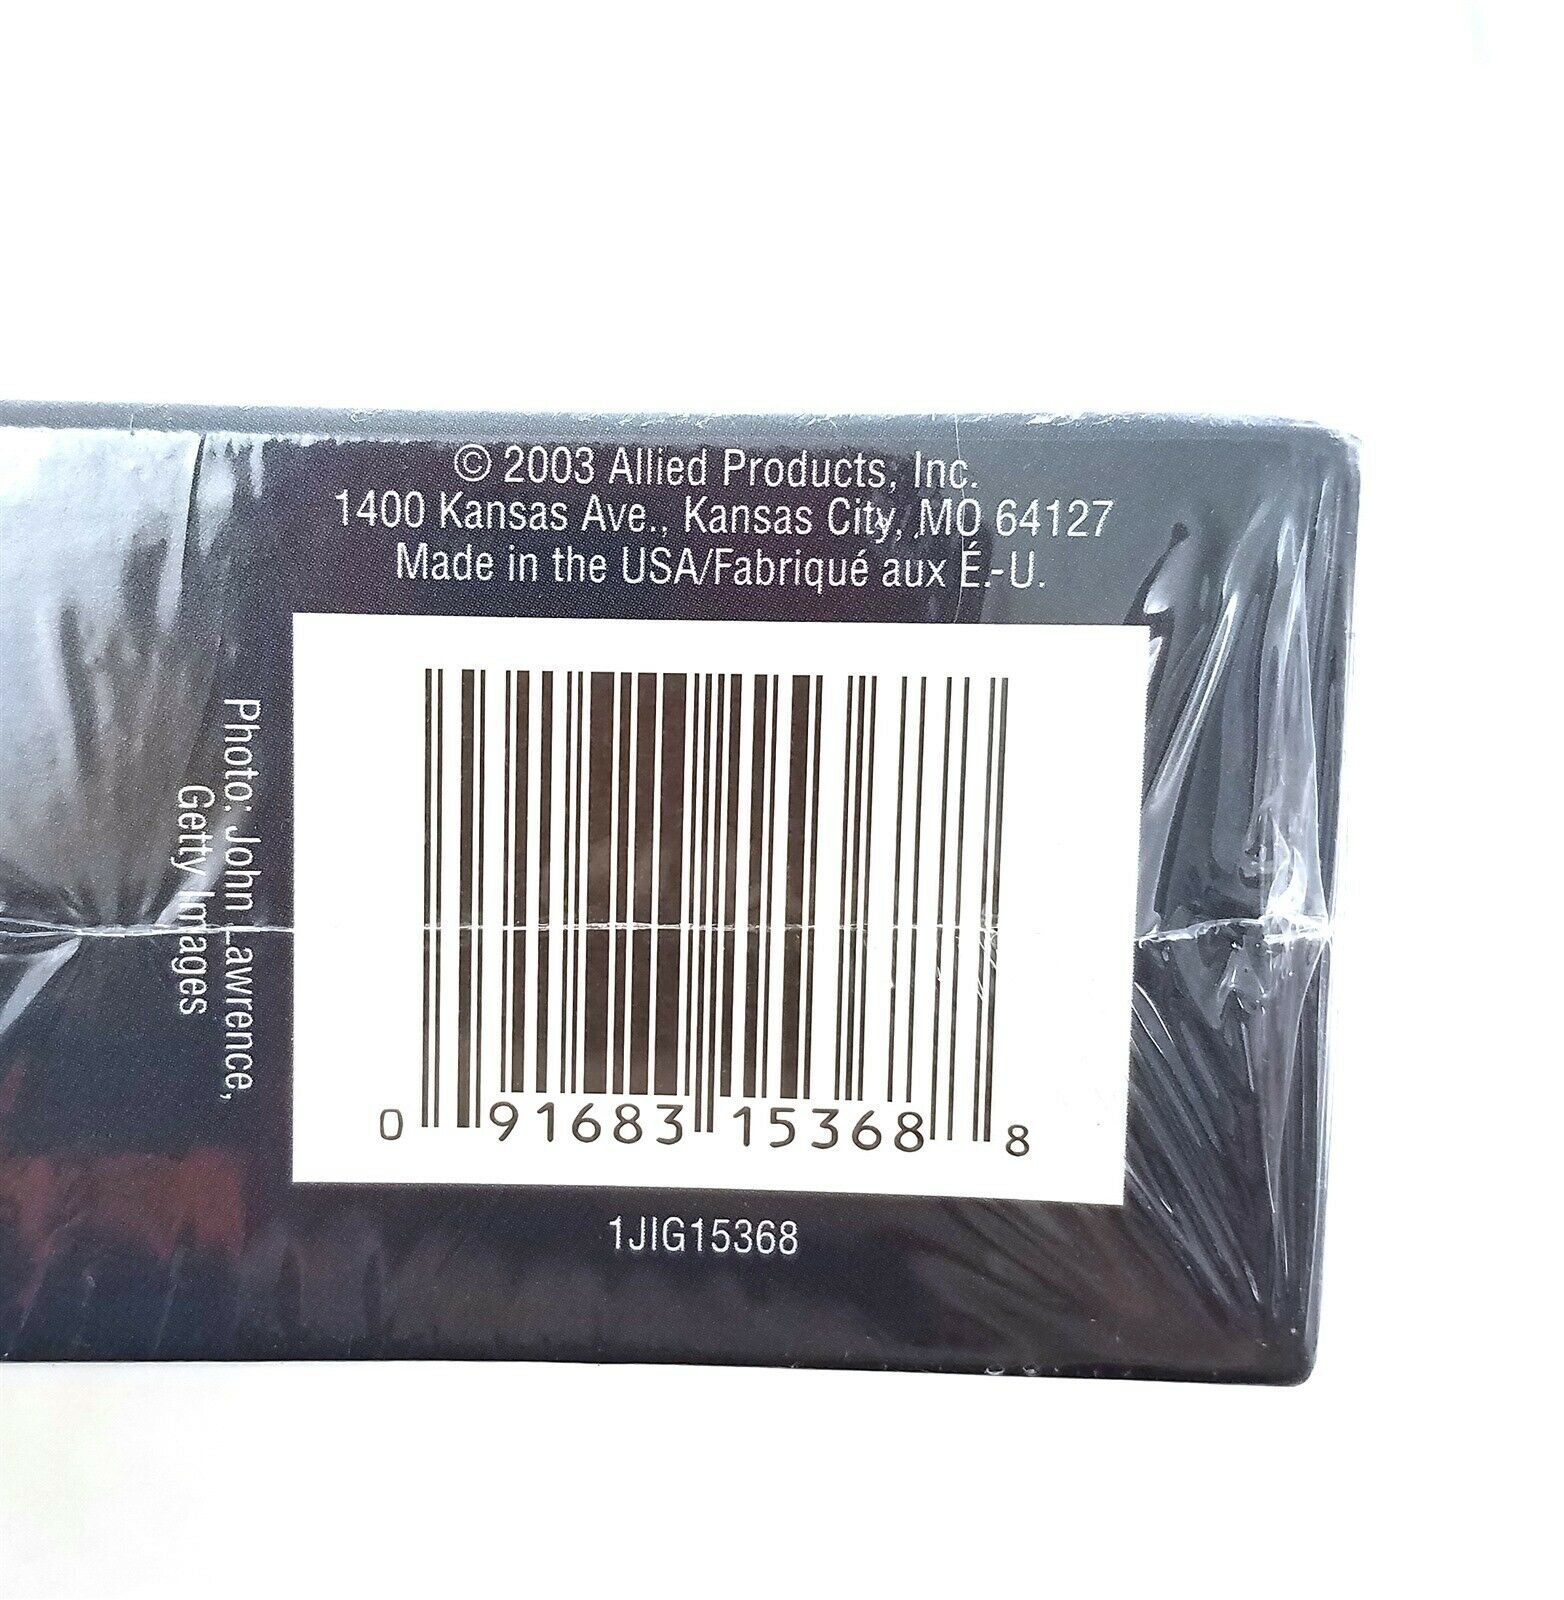 © 2003 Allied Products, Inc.
1400 Kansas Ave., Kansas City, MO 64127
Made in the USA/Fabriqué aux É.-U.
Photo: John Lawrence,
Getty Images
0 91683 15368 8
1JIG15368